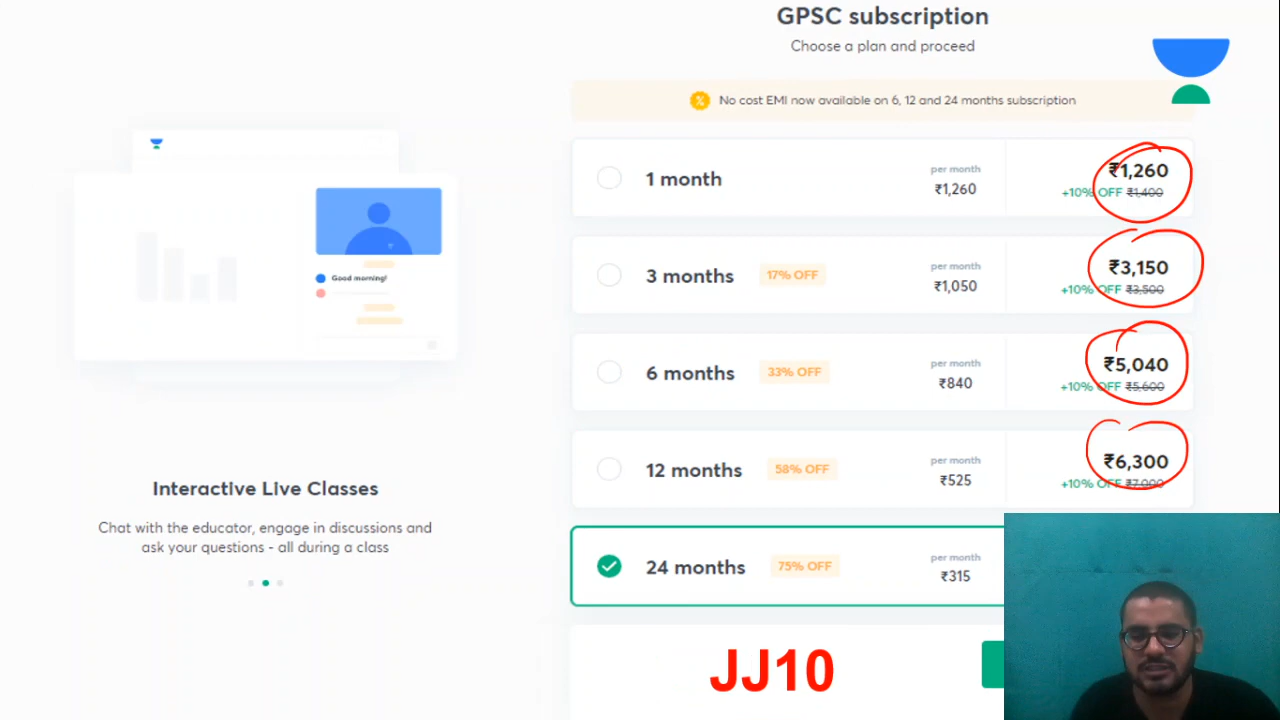 GPSC subscription
Choose a plan and proceed
No cost EMI now available on 6, 12 and 24 months subscription
1 month
per month
₹1,260
₹1,260
+10% OFF ₹1,400
3 months 17% OFF
per month
₹1,050
₹3,150
+10% OFF ₹3,500
6 months 33% OFF
per month
₹840
₹5,040
+10% OFF ₹5,600
12 months 58% OFF
per month
₹525
₹6,300
+10% OFF ₹7,000
24 months 75% OFF
per month
₹315
JJ10
Good morning!
Interactive Live Classes
Chat with the educator, engage in discussions and
ask your questions - all during a class